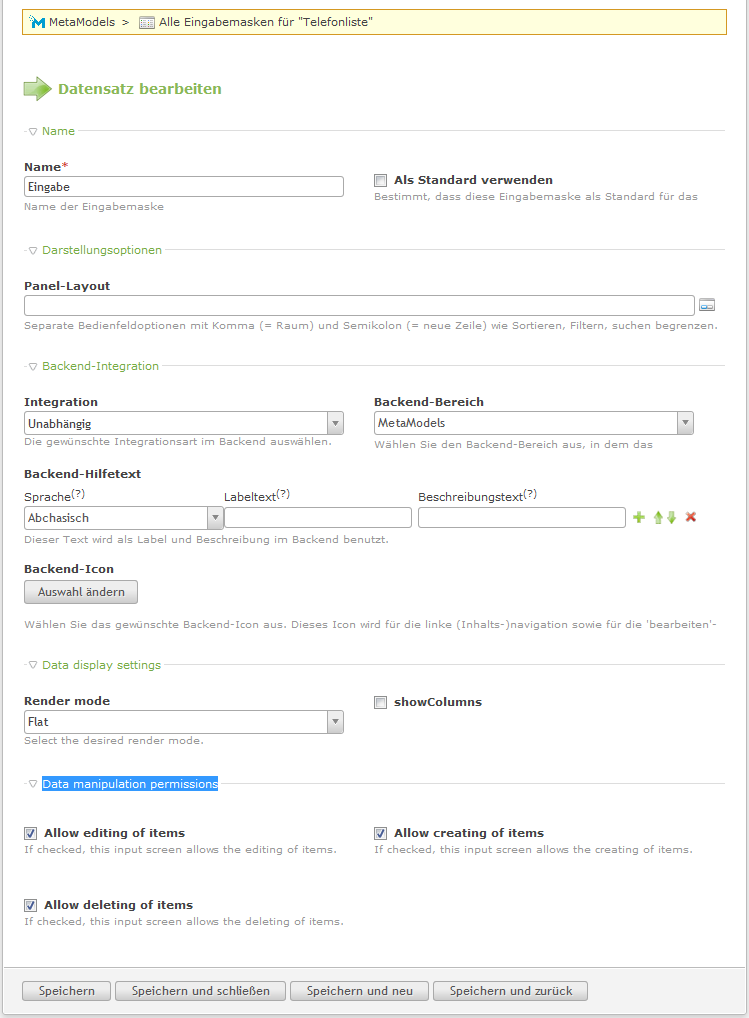 MetaModels > Alle Eingabemasken für "Telefonliste"
Datensatz bearbeiten
Name
Name*
Eingabe
Name der Eingabemaske
Als Standard verwenden
Bestimmt, dass diese Eingabemaske als Standard für das
Darstellungsoptionen
Panel-Layout
Separate Bedienfeldoptionen mit Komma (= Raum) und Semikolon (= neue Zeile) wie Sortieren, Filtern, suchen begrenzen.
Backend-Integration
Integration
Unabhängig
Die gewünschte Integrationsart im Backend auswählen.
Backend-Bereich
MetaModels
Wählen Sie den Backend-Bereich aus, in dem das
Backend-Hilfetext
Sprache(?) Labeltext(?) Beschreibungstext(?)
Abchasisch
Dieser Text wird als Label und Beschreibung im Backend benutzt.
Backend-Icon
Auswahl ändern
Wählen Sie das gewünschte Backend-Icon aus. Dieses Icon wird für die linke (Inhalts-)navigation sowie für die 'bearbeiten'-
Data display settings
Render mode
Flat
Select the desired render mode.
showColumns
Data manipulation permissions
Allow editing of items
If checked, this input screen allows the editing of items.
Allow creating of items
If checked, this input screen allows the creating of items.
Allow deleting of items
If checked, this input screen allows the deleting of items.
Speichern Speichern und schließen Speichern und neu Speichern und zurück